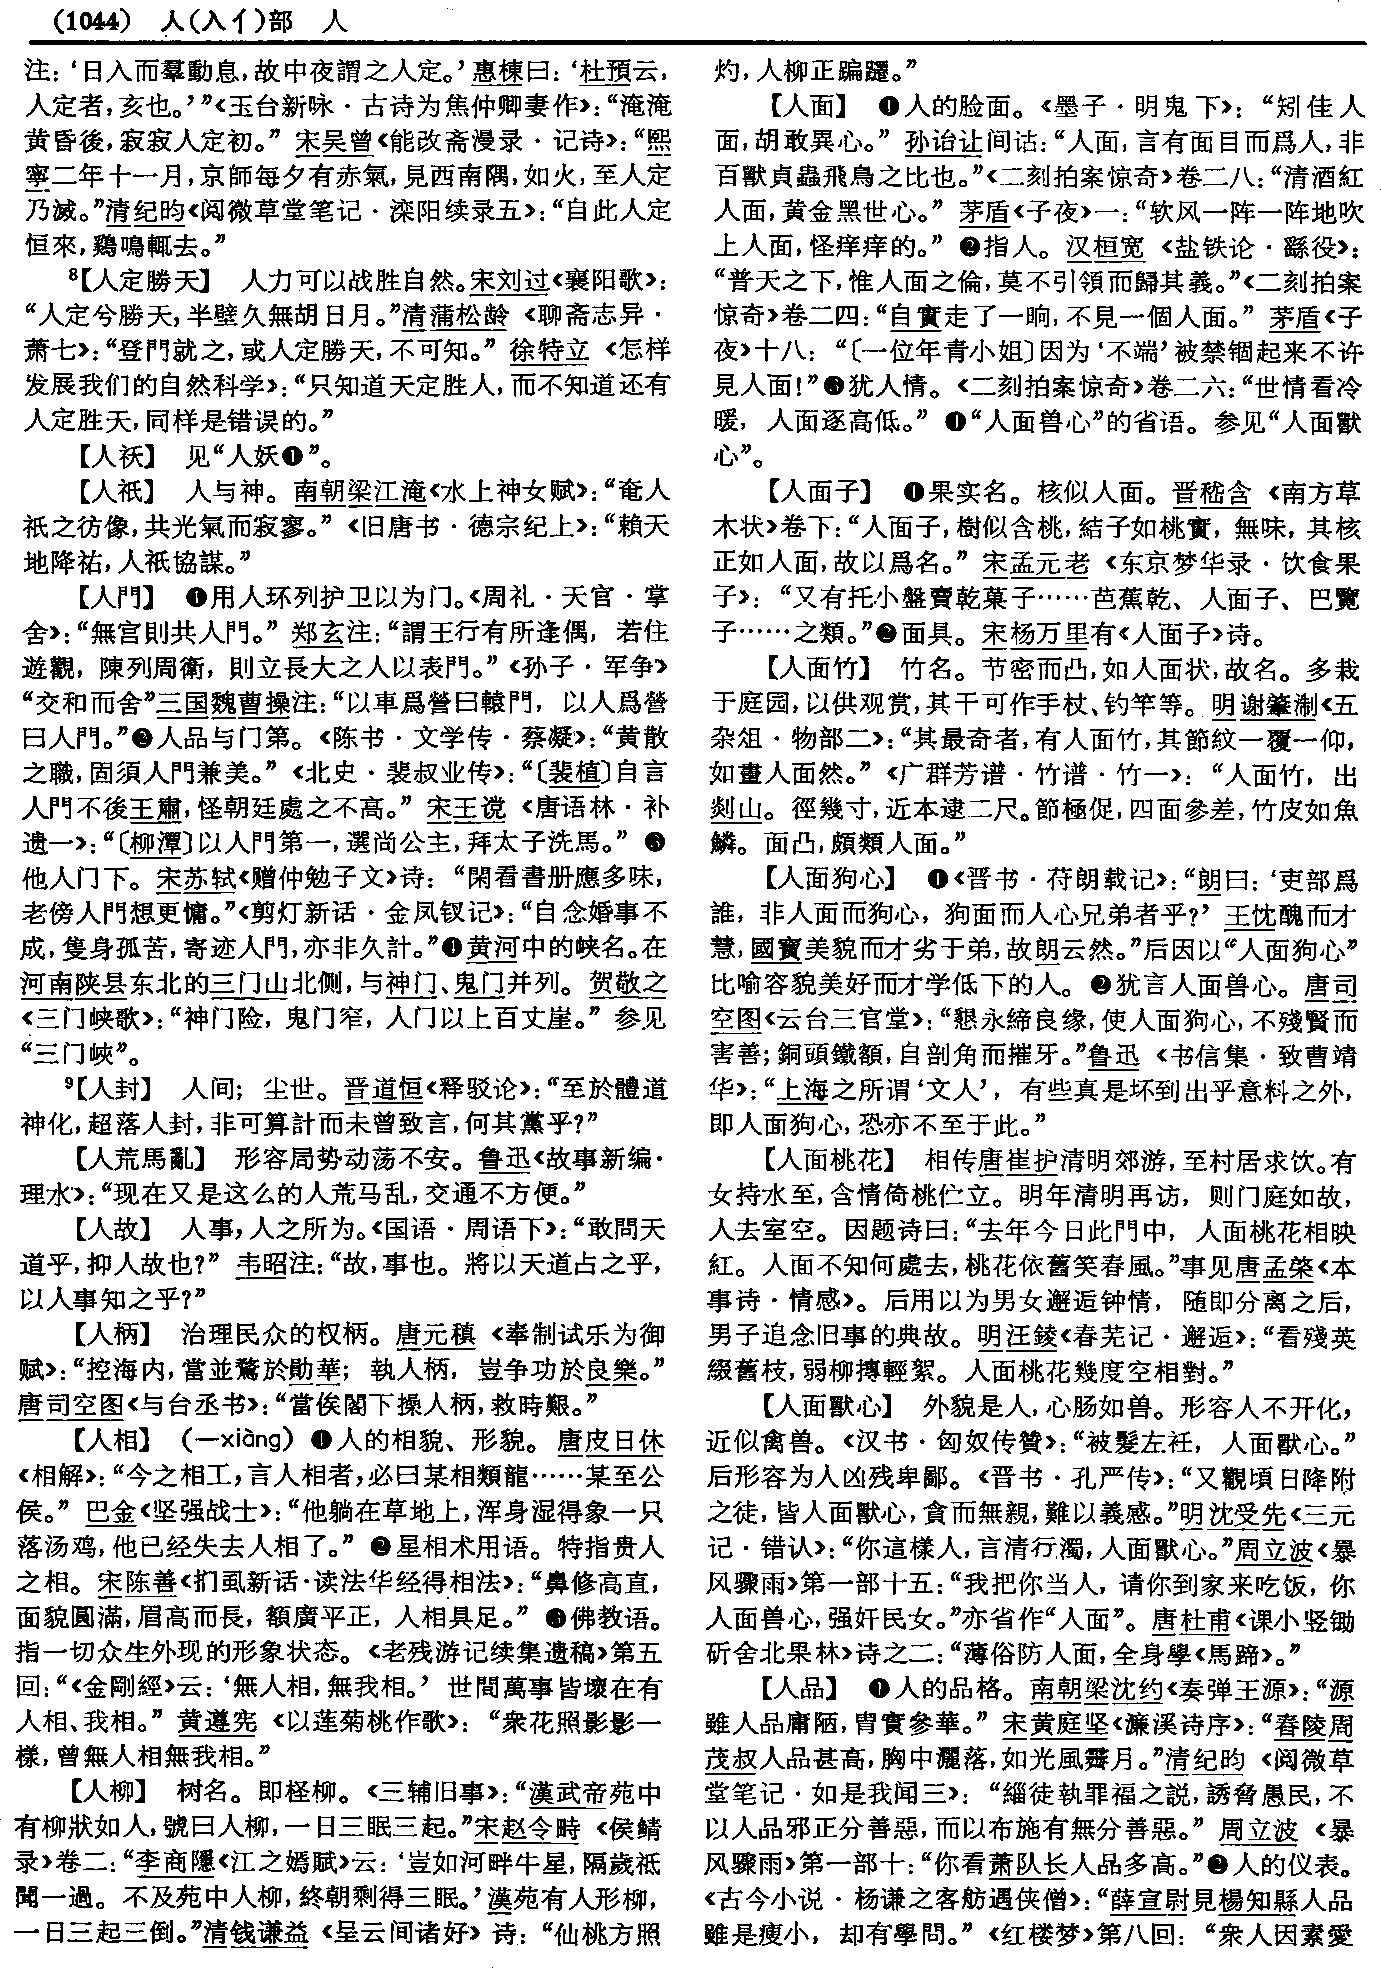 (1044) 人(入亻)部 人
注：‘日入而羣動息，故中夜謂之人定。’惠棟曰：‘杜預云，
人定者，亥也。’”《玉台新咏·古诗为焦仲卿妻作》：“淹淹
黄昏後，寂寂人定初。”宋吴曾《能改斋漫录·记诗》：“熙
寧二年十一月，京師每夕有赤氣，見西南隅，如火，至人定
乃滅。”清纪昀《阅微草堂笔记·滦阳续录五》：“自此人定
恒來，鷄鳴輒去。”
8【人定勝天】 人力可以战胜自然。宋刘过《襄阳歌》：
“人定兮勝天，半壁久無胡日月。”清蒲松龄《聊斋志异·
萧七》：“登門就之，或人定勝天，不可知。”徐特立《怎样
发展我们的自然科学》：“只知道天定胜人，而不知道还有
人定胜天，同样是错误的。”
【人祅】 见“人妖❶”。
【人祇】 人与神。南朝梁江淹《水上神女赋》：“奄人
祇之彷像，共光氣而寂寥。”《旧唐书·德宗纪上》：“賴天
地降祐，人祇協謀。”
【人門】 ❶用人环列护卫以为门。《周礼·天官·掌
舍》：“無宫則共人門。”郑玄注：“謂王行有所逢偶，若住
遊觀，陳列周衛，則立長大之人以表門。”《孙子·军争》
“交和而舍”三国魏曹操注：“以車爲營曰轅門，以人爲營
曰人門。”❷人品与门第。《陈书·文学传·蔡凝》：“黄散
之職，固須人門兼美。”《北史·裴叔业传》：“〔裴植〕自言
人門不後王肅，怪朝廷處之不高。”宋王谠《唐语林·补
遗一》：“〔柳潭〕以人門第一，選尚公主，拜太子洗馬。”❸
他人门下。宋苏轼《赠仲勉子文》诗：“閑看書册應多味，
老傍人門想更慵。”《剪灯新话·金凤钗记》：“自念婚事不
成，隻身孤苦，寄迹人門，亦非久計。”❹黄河中的峡名。在
河南陕县东北的三门山北侧，与神门、鬼门并列。贺敬之
《三门峡歌》：“神门险，鬼门窄，人门以上百丈崖。”参见
“三门峡”。
9【人封】 人间；尘世。晋道恒《释驳论》：“至於體道
神化，超落人封，非可算計而未曾致言，何其黨乎？”
【人荒馬亂】 形容局势动荡不安。鲁迅《故事新编·
理水》：“现在又是这么的人荒马乱，交通不方便。”
【人故】 人事，人之所为。《国语·周语下》：“敢問天
道乎，抑人故也？”韦昭注：“故，事也。將以天道占之乎，
以人事知之乎？”
【人柄】 治理民众的权柄。唐元稹《奉制试乐为御
赋》：“控海内，當並驚於勛華；執人柄，豈争功於良樂。”
唐司空图《与台丞书》：“當俟閣下操人柄，救時艱。”
【人相】 （一xiàng）❶人的相貌、形貌。唐皮日休
《相解》：“今之相工，言人相者，必曰某相類龍……某至公
侯。”巴金《坚强战士》：“他躺在草地上，浑身湿得象一只
落汤鸡，他已经失去人相了。”❷星相术用语。特指贵人
之相。宋陈善《扪虱新话·读法华经得相法》：“鼻修高直，
面貌圓滿，眉高而長，額廣平正，人相具足。”❸佛教语。
指一切众生外现的形象状态。《老残游记续集遗稿》第五
回：“《金剛經》云：‘無人相，無我相。’世間萬事皆壞在有
人相、我相。”黄遵宪《以莲菊桃作歌》：“衆花照影影一
樣，曾無人相無我相。”
【人柳】 树名。即柽柳。《三辅旧事》：“漢武帝苑中
有柳狀如人，號曰人柳，一日三眠三起。”宋赵令畤《侯鲭
录》卷二：“李商隱《江之嫣賦》云：‘豈如河畔牛星，隔歲祇
聞一過。不及苑中人柳，終朝剩得三眠。’漢苑有人形柳，
一日三起三倒。”清钱谦益《呈云间诸好》诗：“仙桃方照
灼，人柳正蹁躚。”
【人面】 ❶人的脸面。《墨子·明鬼下》：“矧佳人
面，胡敢異心。”孙诒让间诂：“人面，言有面目而爲人，非
百獸貞蟲飛鳥之比也。”《二刻拍案惊奇》卷二八：“清酒紅
人面，黄金黑世心。”茅盾《子夜》一：“软风一阵一阵地吹
上人面，怪痒痒的。”❷指人。汉桓宽《盐铁论·繇役》：
“普天之下，惟人面之倫，莫不引領而歸其義。”《二刻拍案
惊奇》卷二四：“自實走了一晌，不見一個人面。”茅盾《子
夜》十八：“〔一位年青小姐〕因为‘不端’被禁锢起来不许
見人面！”❸犹人情。《二刻拍案惊奇》卷二六：“世情看冷
暖，人面逐高低。”❹“人面兽心”的省语。参见“人面獸
心”。
【人面子】 ❶果实名。核似人面。晋嵇含《南方草
木状》卷下：“人面子，樹似含桃，結子如桃實，無味，其核
正如人面，故以爲名。”宋孟元老《东京梦华录·饮食果
子》：“又有托小盤賣乾菓子……芭蕉乾、人面子、巴覽
子……之類。”❷面具。宋杨万里有《人面子》诗。
【人面竹】 竹名。节密而凸，如人面状，故名。多栽
于庭园，以供观赏，其干可作手杖、钓竿等。明谢肇淛《五
杂俎·物部二》：“其最奇者，有人面竹，其節紋一覆一仰，
如畫人面然。”《广群芳谱·竹谱·竹一》：“人面竹，出
剡山。徑幾寸，近本逮二尺。節極促，四面參差，竹皮如魚
鱗。面凸，頗類人面。”
【人面狗心】 ❶《晋书·苻朗载记》：“朗曰：‘吏部爲
誰，非人面而狗心，狗面而人心兄弟者乎？’王忱醜而才
慧，國寶美貌而才劣于弟，故朗云然。”后因以“人面狗心”
比喻容貌美好而才学低下的人。❷犹言人面兽心。唐司
空图《云台三官堂》：“懇永締良缘，使人面狗心，不殘賢而
害善；銅頭鐵額，自剖角而摧牙。”鲁迅《书信集·致曹靖
华》：“上海之所谓‘文人’，有些真是坏到出乎意料之外，
即人面狗心，恐亦不至于此。”
【人面桃花】 相传唐崔护清明郊游，至村居求饮。有
女持水至，含情倚桃伫立。明年清明再访，则门庭如故，
人去室空。因题诗曰：“去年今日此門中，人面桃花相映
紅。人面不知何處去，桃花依舊笑春風。”事见唐孟棨《本
事诗·情感》。后用以为男女邂逅钟情，随即分离之后，
男子追念旧事的典故。明汪錂《春芜记·邂逅》：“看殘英
綴舊枝，弱柳摶輕絮。人面桃花幾度空相對。”
【人面獸心】 外貌是人，心肠如兽。形容人不开化，
近似禽兽。《汉书·匈奴传贊》：“被髮左衽，人面獸心。”
后形容为人凶残卑鄙。《晋书·孔严传》：“又觀頃日降附
之徒，皆人面獸心，貪而無親，難以義感。”明沈受先《三元
记·错认》：“你這樣人，言清行濁，人面獸心。”周立波《暴
风骤雨》第一部十五：“我把你当人，请你到家来吃饭，你
人面兽心，强奸民女。”亦省作“人面”。唐杜甫《课小竖锄
斫舍北果林》诗之二：“薄俗防人面，全身學《馬蹄》。”
【人品】 ❶人的品格。南朝梁沈约《奏弹王源》：“源
雖人品庸陋，胄實參華。”宋黄庭坚《濂溪诗序》：“舂陵周
茂叔人品甚高，胸中灑落，如光風霽月。”清纪昀《阅微草
堂笔记·如是我闻三》：“緇徒執罪福之説，誘脅愚民，不
以人品邪正分善惡，而以布施有無分善惡。”周立波《暴
风骤雨》第一部十：“你看萧队长人品多高。”❷人的仪表。
《古今小说·杨谦之客舫遇侠僧》：“薛宣尉見楊知縣人品
雖是瘦小，却有學問。”《红楼梦》第八回：“衆人因素愛